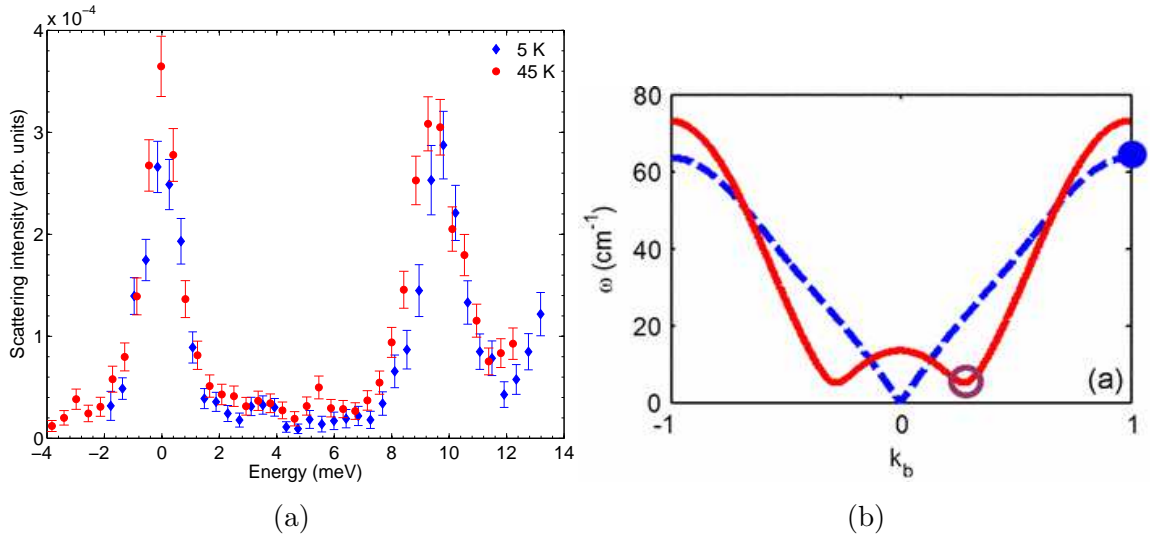 x 10⁻⁴
4
3
2
1
0
−4 −2 0 2 4 6 8 10 12 14
Scattering intensity (arb. units)
Energy (meV)
5 K
45 K
(a)
80
60
40
20
0
-1 0 1
ω (cm⁻¹)
k_b
(a)
(b)